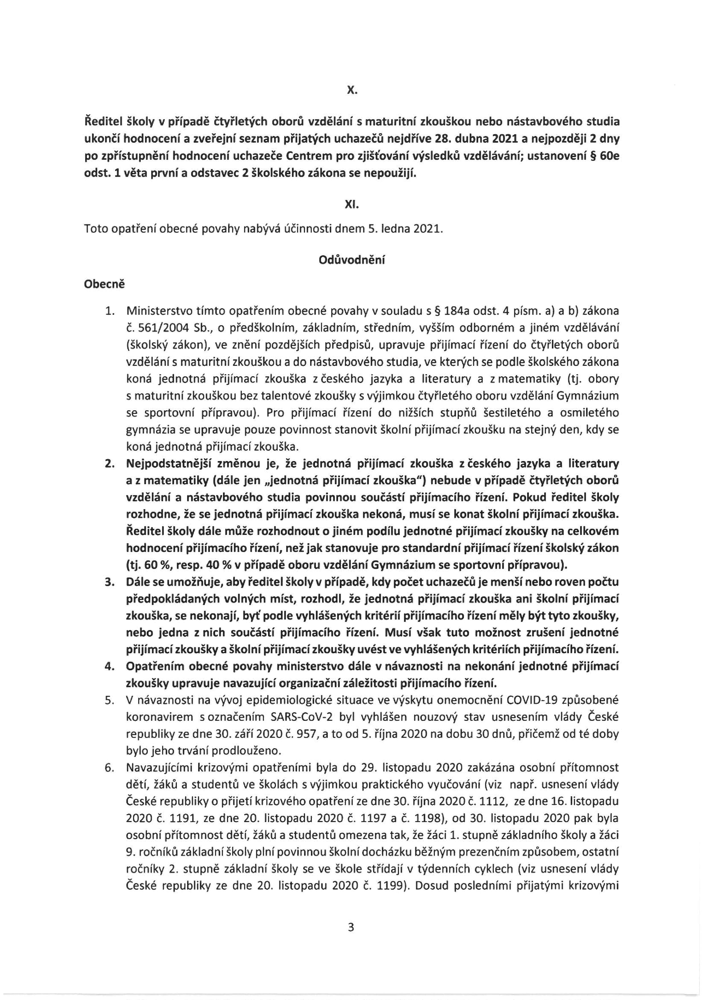 X.
Ředitel školy v případě čtyřletých oborů vzdělání s maturitní zkouškou nebo nástavbového studia
ukončí hodnocení a zveřejní seznam přijatých uchazečů nejdříve 28. dubna 2021 a nejpozději 2 dny
po zpřístupnění hodnocení uchazeče Centrem pro zjišťování výsledků vzdělávání; ustanovení § 60e
odst. 1 věta první a odstavec 2 školského zákona se nepoužijí.
XI.
Toto opatření obecné povahy nabývá účinnosti dnem 5. ledna 2021.
Odůvodnění
Obecně
1. Ministerstvo tímto opatřením obecné povahy v souladu s § 184a odst. 4 písm. a) a b) zákona
č. 561/2004 Sb., o předškolním, základním, středním, vyšším odborném a jiném vzdělávání
(školský zákon), ve znění pozdějších předpisů, upravuje přijímací řízení do čtyřletých oborů
vzdělání s maturitní zkouškou a do nástavbového studia, ve kterých se podle školského zákona
koná jednotná přijímací zkouška z českého jazyka a literatury a z matematiky (tj. obory
s maturitní zkouškou bez talentové zkoušky s výjimkou čtyřletého oboru vzdělání Gymnázium
se sportovní přípravou). Pro přijímací řízení do nižších stupňů šestiletého a osmiletého
gymnázia se upravuje pouze povinnost stanovit školní přijímací zkoušku na stejný den, kdy se
koná jednotná přijímací zkouška.
2. Nejpodstatnější změnou je, že jednotná přijímací zkouška z českého jazyka a literatury
a z matematiky (dále jen „jednotná přijímací zkouška“) nebude v případě čtyřletých oborů
vzdělání a nástavbového studia povinnou součástí přijímacího řízení. Pokud ředitel školy
rozhodne, že se jednotná přijímací zkouška nekoná, musí se konat školní přijímací zkouška.
Ředitel školy dále může rozhodnout o jiném podílu jednotné přijímací zkoušky na celkovém
hodnocení přijímacího řízení, než jak stanovuje pro standardní přijímací řízení školský zákon
(tj. 60 %, resp. 40 % v případě oboru vzdělání Gymnázium se sportovní přípravou).
3. Dále se umožňuje, aby ředitel školy v případě, kdy počet uchazečů je menší nebo roven počtu
předpokládaných volných míst, rozhodl, že jednotná přijímací zkouška ani školní přijímací
zkouška, se nekonají, byť podle vyhlášených kritérií přijímacího řízení měly být tyto zkoušky,
nebo jedna z nich součástí přijímacího řízení. Musí však tuto možnost zrušení jednotné
přijímací zkoušky a školní přijímací zkoušky uvést ve vyhlášených kritériích přijímacího řízení.
4. Opatřením obecné povahy ministerstvo dále v návaznosti na nekonání jednotné přijímací
zkoušky upravuje navazující organizační záležitosti přijímacího řízení.
5. V návaznosti na vývoj epidemiologické situace ve výskytu onemocnění COVID-19 způsobené
koronavirem s označením SARS-CoV-2 byl vyhlášen nouzový stav usnesením vlády České
republiky ze dne 30. září 2020 č. 957, a to od 5. října 2020 na dobu 30 dnů, přičemž od té doby
bylo jeho trvání prodlouženo.
6. Navazujícími krizovými opatřeními byla do 29. listopadu 2020 zakázána osobní přítomnost
dětí, žáků a studentů ve školách s výjimkou praktického vyučování (viz např. usnesení vlády
České republiky o přijetí krizového opatření ze dne 30. října 2020 č. 1112, ze dne 16. listopadu
2020 č. 1191, ze dne 20. listopadu 2020 č. 1197 a č. 1198), od 30. listopadu 2020 pak byla
osobní přítomnost dětí, žáků a studentů omezena tak, že žáci 1. stupně základního školy a žáci
9. ročníků základní školy plní povinnou školní docházku běžným prezenčním způsobem, ostatní
ročníky 2. stupně základní školy se ve škole střídají v týdenních cyklech (viz usnesení vlády
České republiky ze dne 20. listopadu 2020 č. 1199). Dosud posledními přijatými krizovými
3